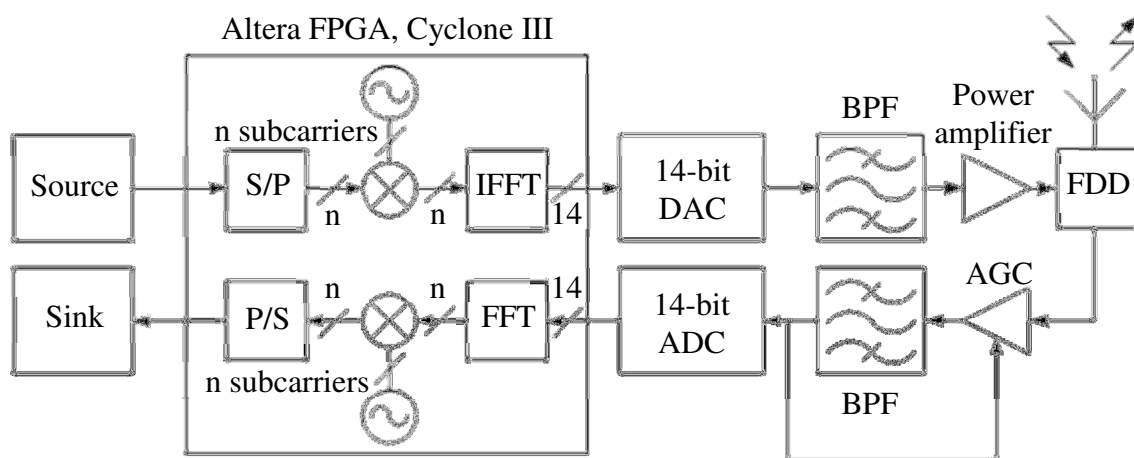 Altera FPGA, Cyclone III
n subcarriers
BPF
Power
amplifier
Source
S/P
n
n
IFFT
14
14-bit
DAC
FDD
Sink
P/S
n
n
FFT
14
14-bit
ADC
AGC
n subcarriers
BPF